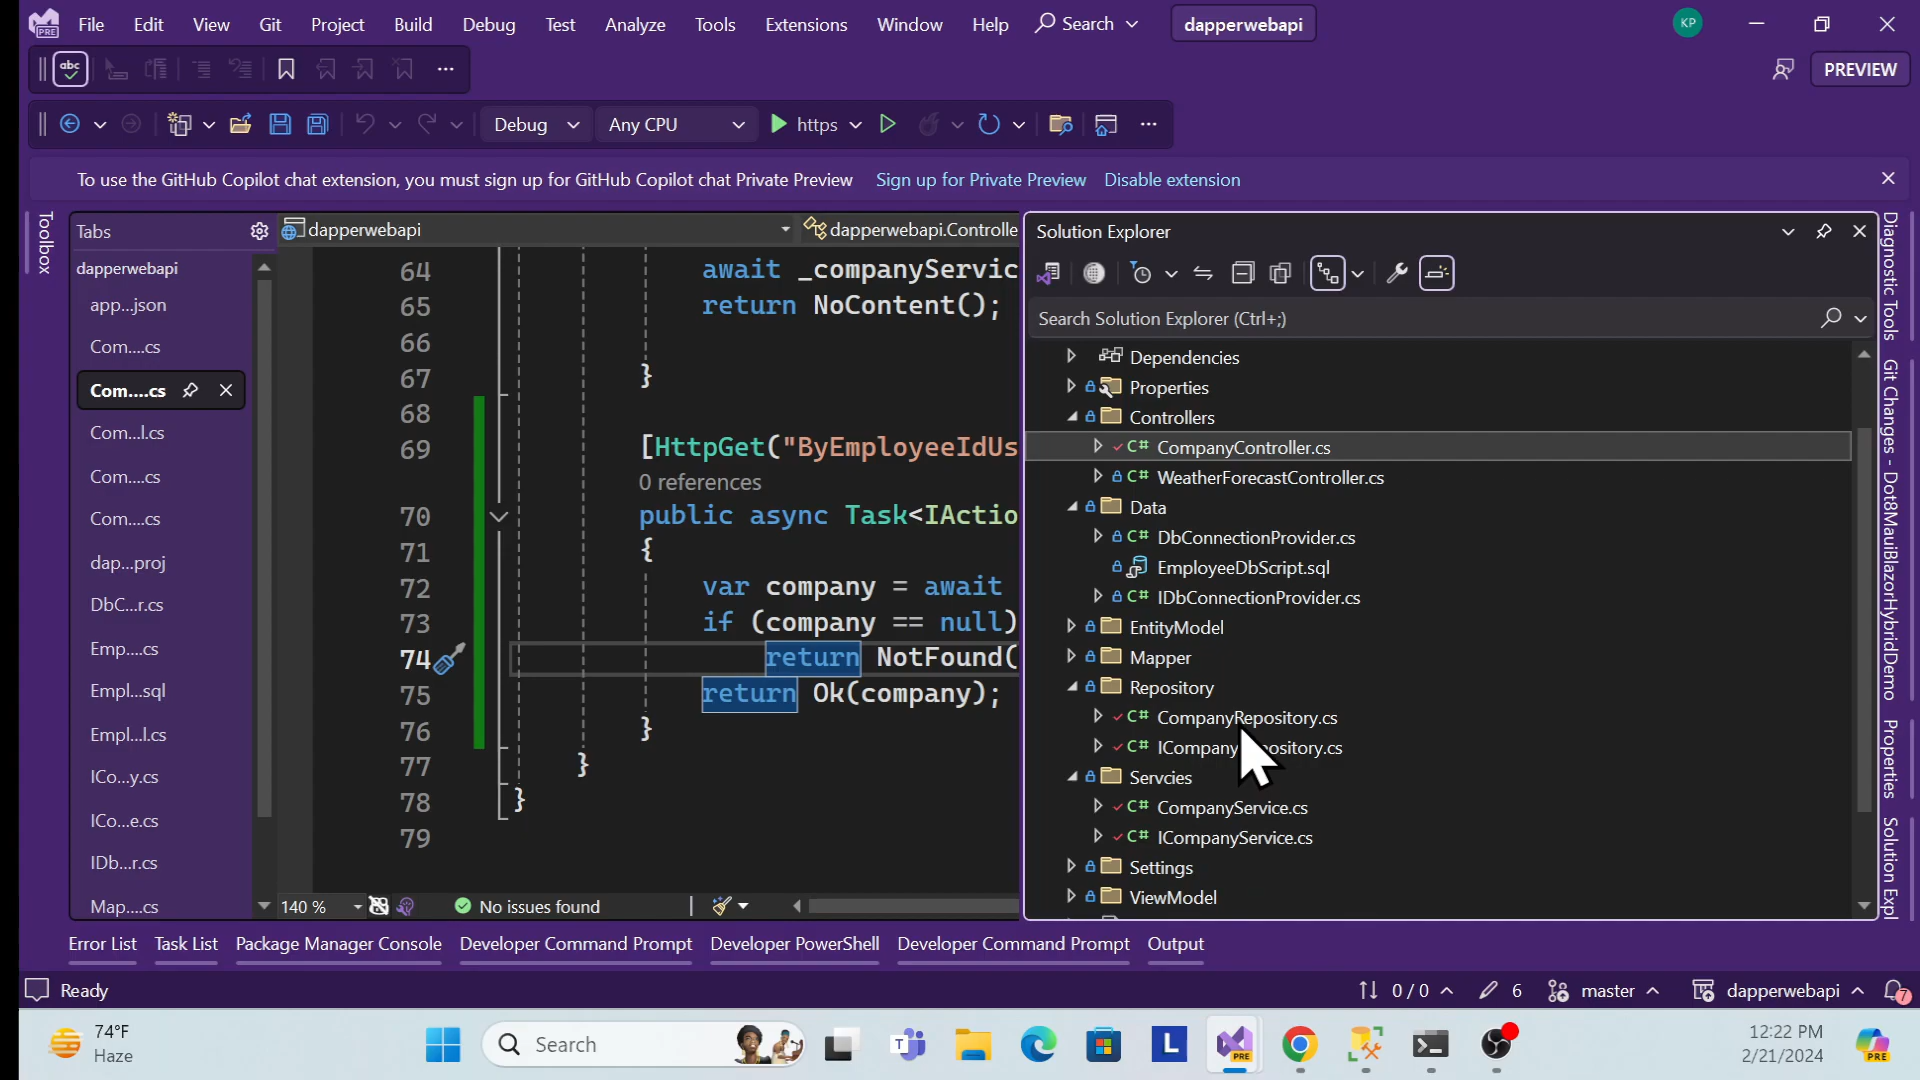 File Edit View Git Project Build Debug Test Analyze Tools Extensions Window Help Search dapperwebapi KP
abc PREVIEW
Debug Any CPU https
To use the GitHub Copilot chat extension, you must sign up for GitHub Copilot chat Private Preview Sign up for Private Preview Disable extension
Toolbox
Tabs
dapperwebapi
app...json
Com....cs
Com....cs
Com...l.cs
Com....cs
Com....cs
dap...proj
DbC...r.cs
Emp....cs
Empl...sql
Empl...l.cs
ICo...y.cs
ICo...e.cs
IDb...r.cs
Map....cs
dapperwebapi dapperwebapi.Controlle
64 await _companyServic
65 return NoContent();
66
67 }
68
69 [HttpGet("ByEmployeeIdUs
0 references
70 public async Task<IActio
71 {
72 var company = await
73 if (company == null)
74 return NotFound(
75 return Ok(company);
76 }
77 }
78 }
79
140 % No issues found
Solution Explorer
Search Solution Explorer (Ctrl+;)
Dependencies
Properties
Controllers
C# CompanyController.cs
C# WeatherForecastController.cs
Data
C# DbConnectionProvider.cs
EmployeeDbScript.sql
C# IDbConnectionProvider.cs
EntityModel
Mapper
Repository
C# CompanyRepository.cs
C# ICompany pository.cs
Servcies
C# CompanyService.cs
C# ICompanyService.cs
Settings
ViewModel
Diagnostic Tools
Git Changes - Dot8MauiBlazorHybridDemo
Properties
Solution Expl
Error List Task List Package Manager Console Developer Command Prompt Developer PowerShell Developer Command Prompt Output
Ready 0 / 0 6 master dapperwebapi 7
74°F
Haze
Search
T
L
PRE
12:22 PM
2/21/2024
PRE